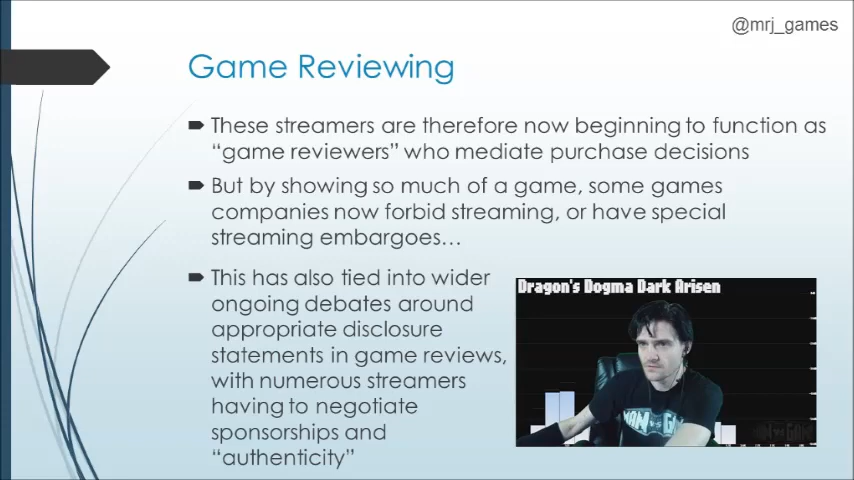 @mrj_games
Game Reviewing
These streamers are therefore now beginning to function as
“game reviewers” who mediate purchase decisions
But by showing so much of a game, some games
companies now forbid streaming, or have special
streaming embargoes…
This has also tied into wider
ongoing debates around
appropriate disclosure
statements in game reviews,
with numerous streamers
having to negotiate
sponsorships and
“authenticity”
Dragon's Dogma Dark Arisen